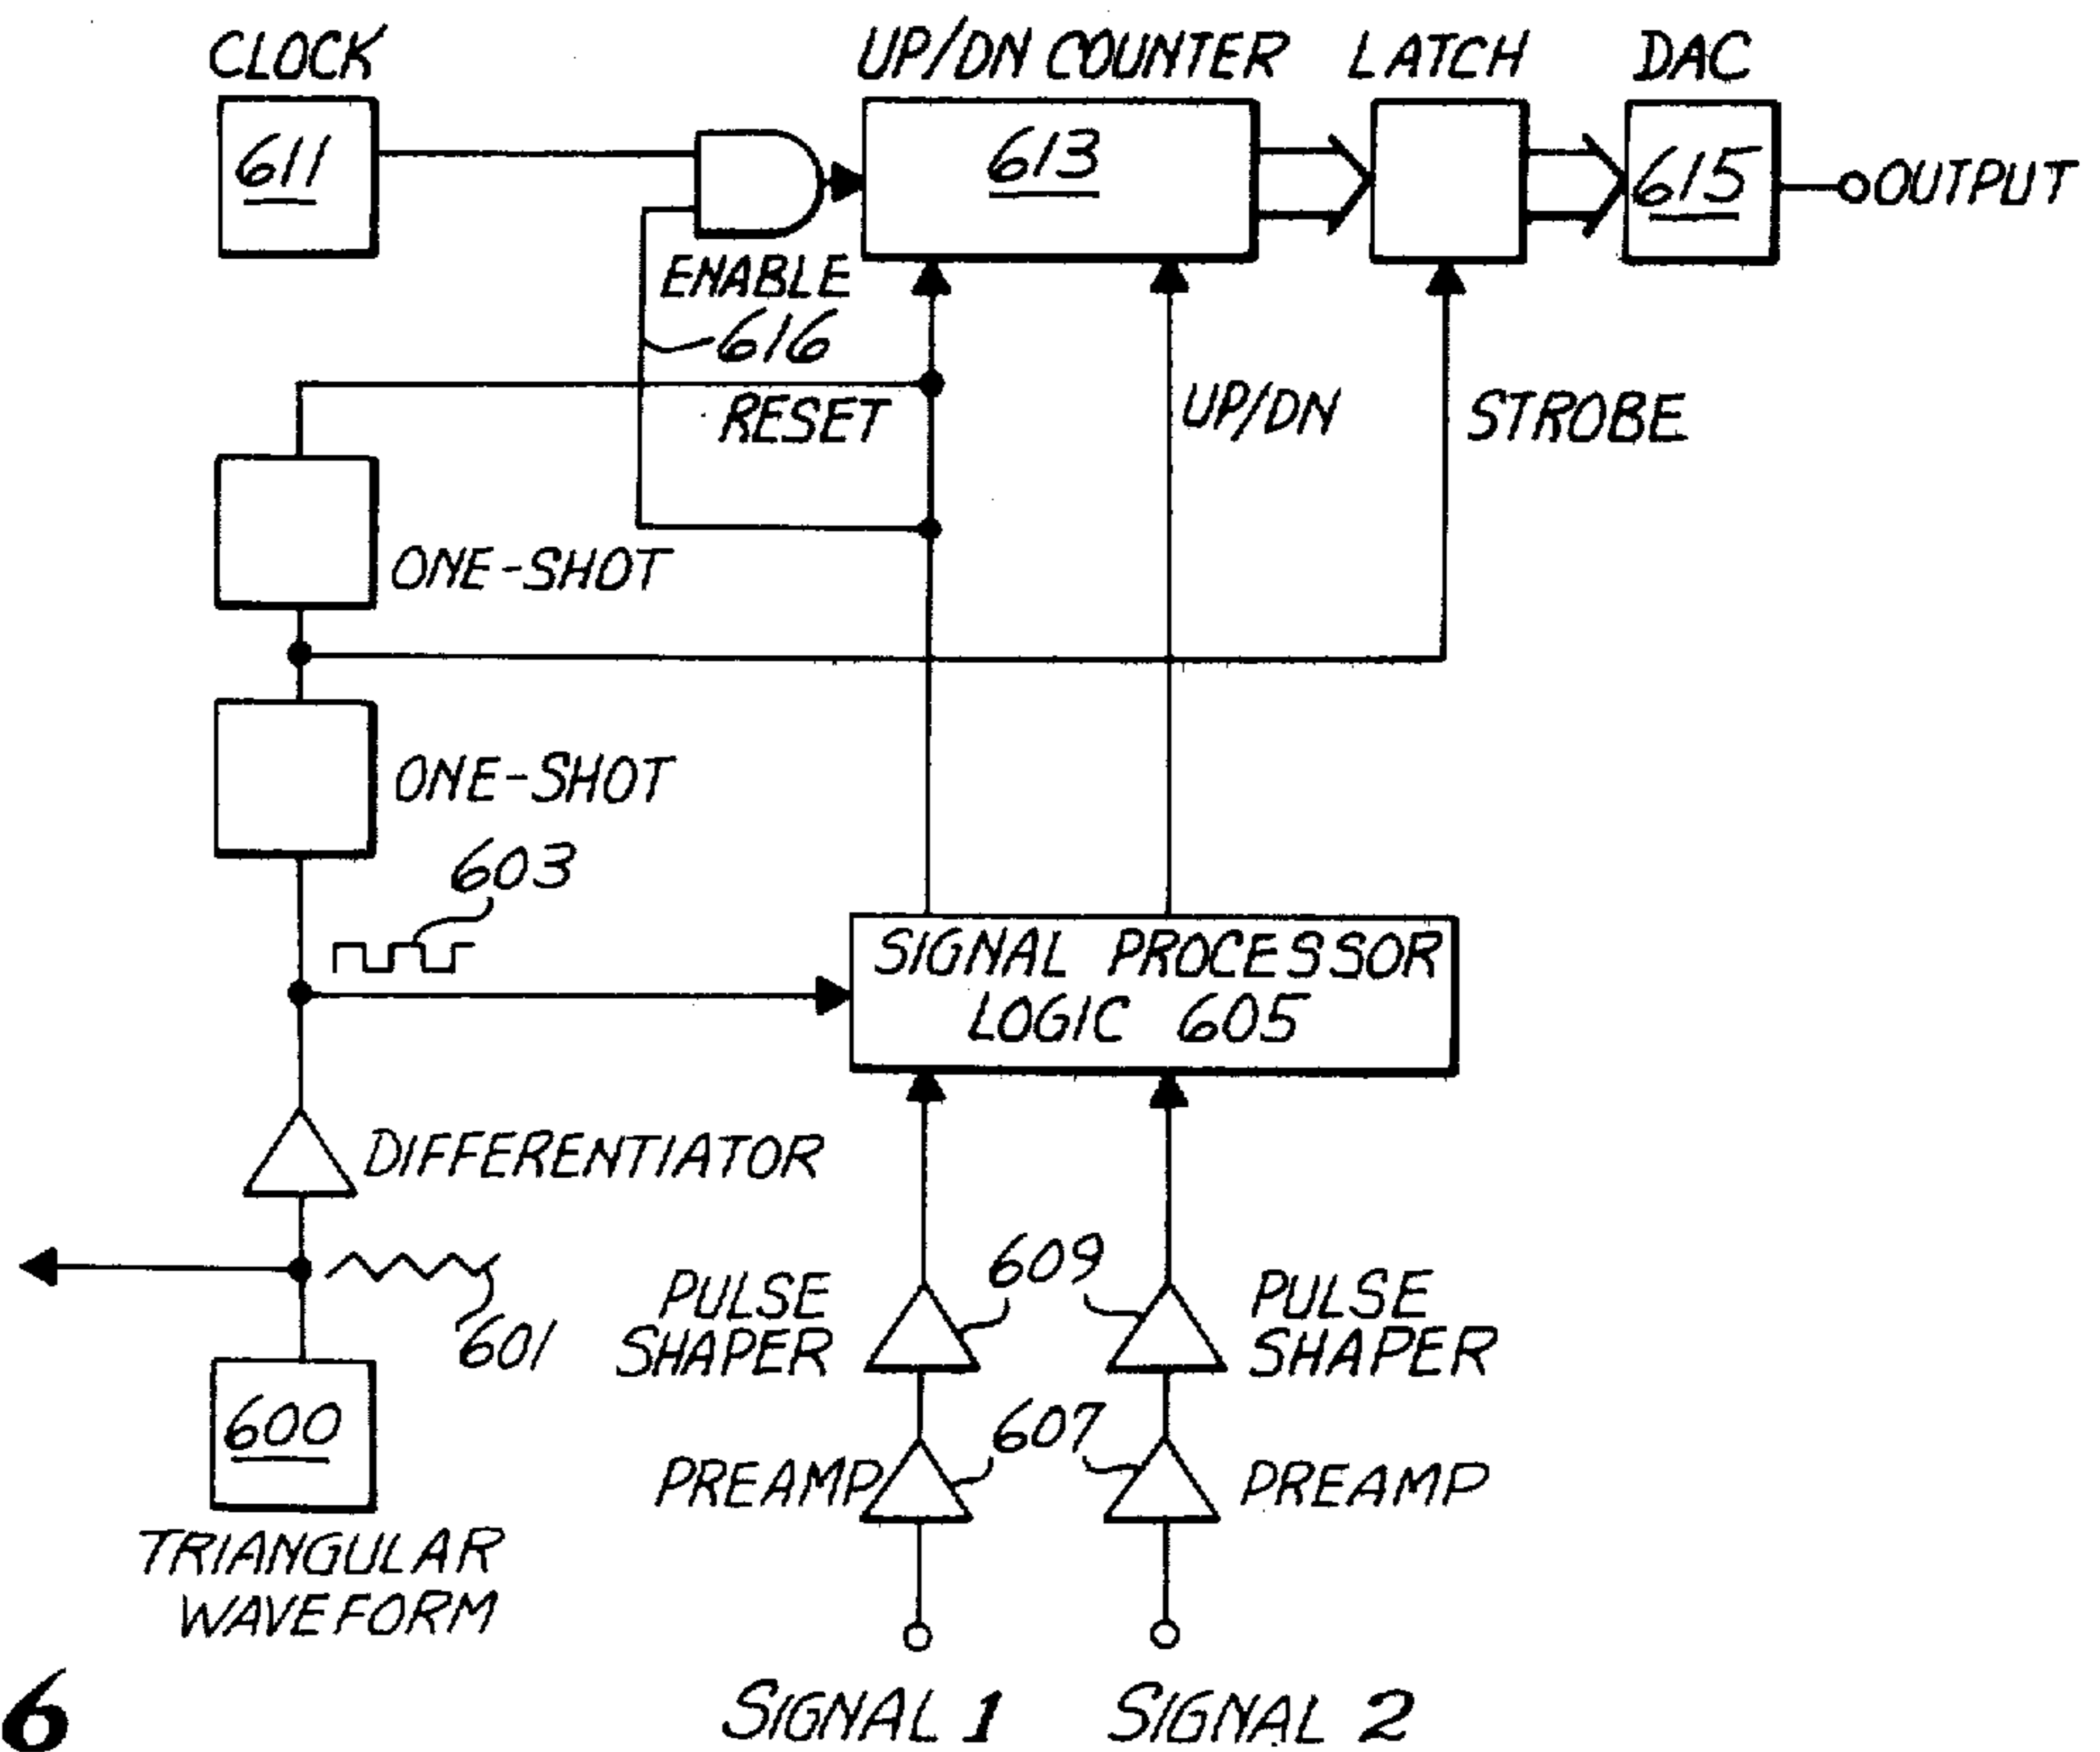 CLOCK
UP/DN COUNTER
LATCH
DAC
611
613
615
OUTPUT
ENABLE
616
RESET
UP/DN
STROBE
ONE-SHOT
ONE-SHOT
603
SIGNAL PROCESSOR
LOGIC 605
DIFFERENTIATOR
601
609
PULSE
SHAPER
PULSE
SHAPER
600
607
PREAMP
PREAMP
TRIANGULAR
WAVEFORM
6
SIGNAL 1
SIGNAL 2